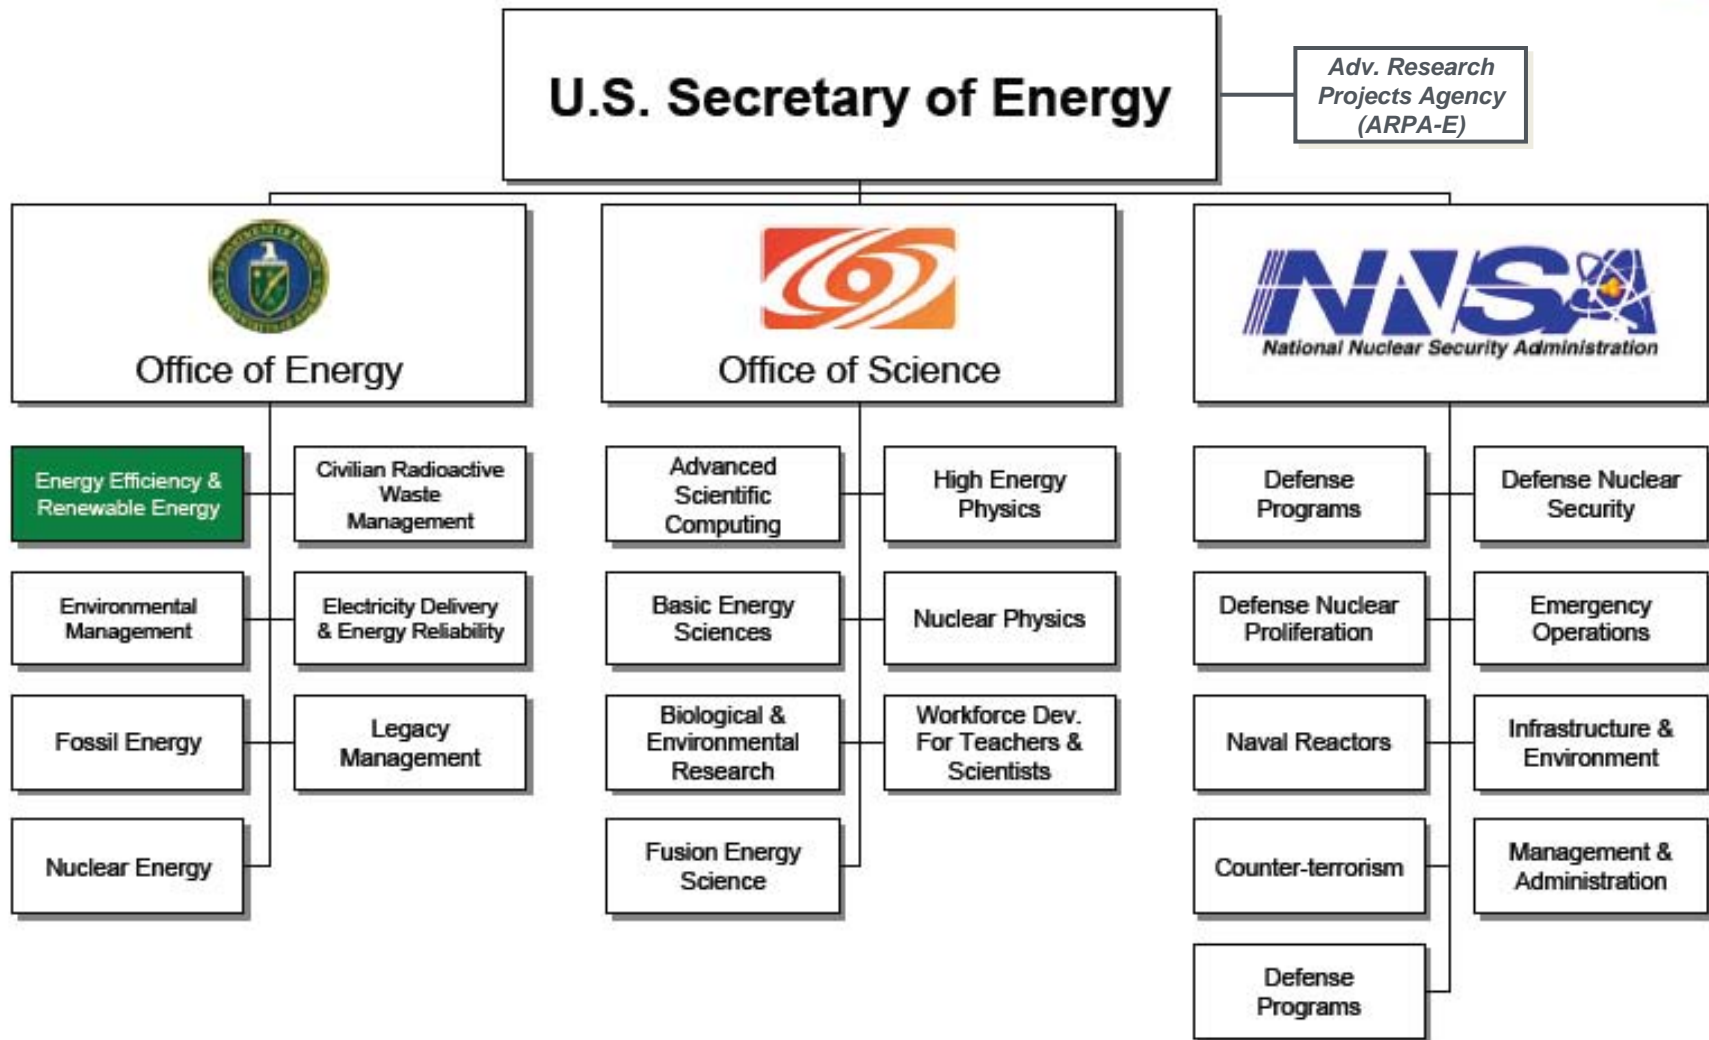 U.S. Secretary of Energy
Adv. Research
Projects Agency
(ARPA-E)
Office of Energy
Office of Science
NNSA
National Nuclear Security Administration
Energy Efficiency &
Renewable Energy
Civilian Radioactive
Waste
Management
Environmental
Management
Electricity Delivery
& Energy Reliability
Fossil Energy
Legacy
Management
Nuclear Energy
Advanced
Scientific
Computing
High Energy
Physics
Basic Energy
Sciences
Nuclear Physics
Biological &
Environmental
Research
Workforce Dev.
For Teachers &
Scientists
Fusion Energy
Science
Defense
Programs
Defense Nuclear
Security
Defense Nuclear
Proliferation
Emergency
Operations
Naval Reactors
Infrastructure &
Environment
Counter-terrorism
Management &
Administration
Defense
Programs